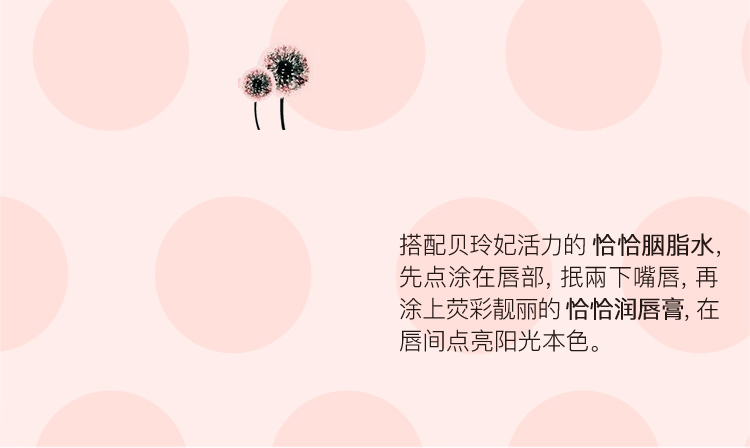 搭配贝玲妃活力的 恰恰胭脂水,
先点涂在唇部, 抿兩下嘴唇, 再
涂上荧彩靓丽的 恰恰润唇膏, 在
唇间点亮阳光本色。